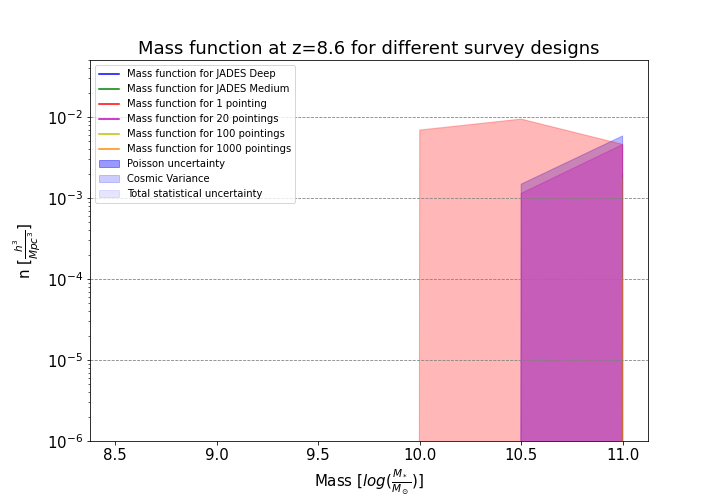 Mass function at z=8.6 for different survey designs
Mass function for JADES Deep
Mass function for JADES Medium
Mass function for 1 pointing
Mass function for 20 pointings
Mass function for 100 pointings
Mass function for 1000 pointings
Poisson uncertainty
Cosmic Variance
Total statistical uncertainty
n [h³/Mpc³]
10⁻²
10⁻³
10⁻⁴
10⁻⁵
10⁻⁶
8.5 9.0 9.5 10.0 10.5 11.0
Mass [log(M*/M⊙)]